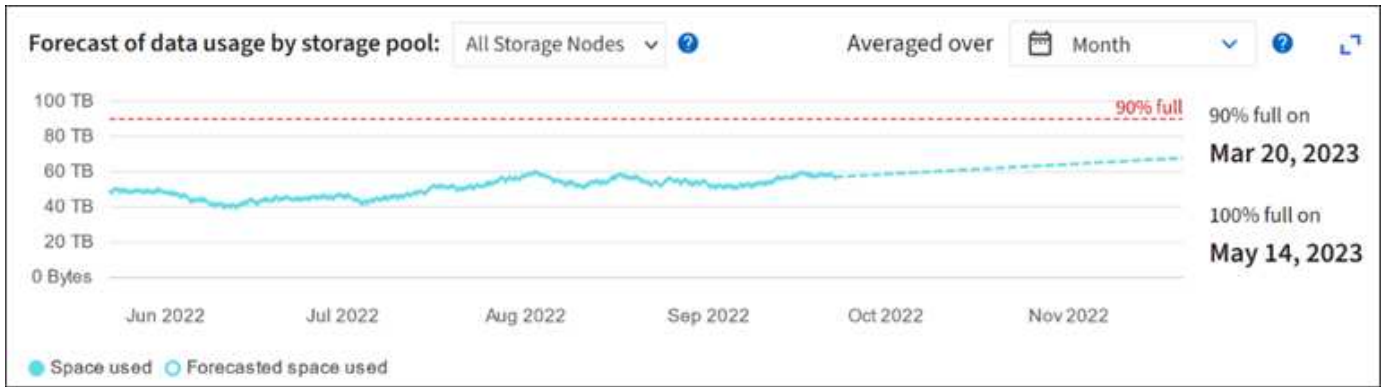 Forecast of data usage by storage pool: All Storage Nodes Averaged over Month
100 TB
90% full
80 TB
60 TB
40 TB
20 TB
0 Bytes
Jun 2022 Jul 2022 Aug 2022 Sep 2022 Oct 2022 Nov 2022
Space used Forecasted space used
90% full on
Mar 20, 2023
100% full on
May 14, 2023